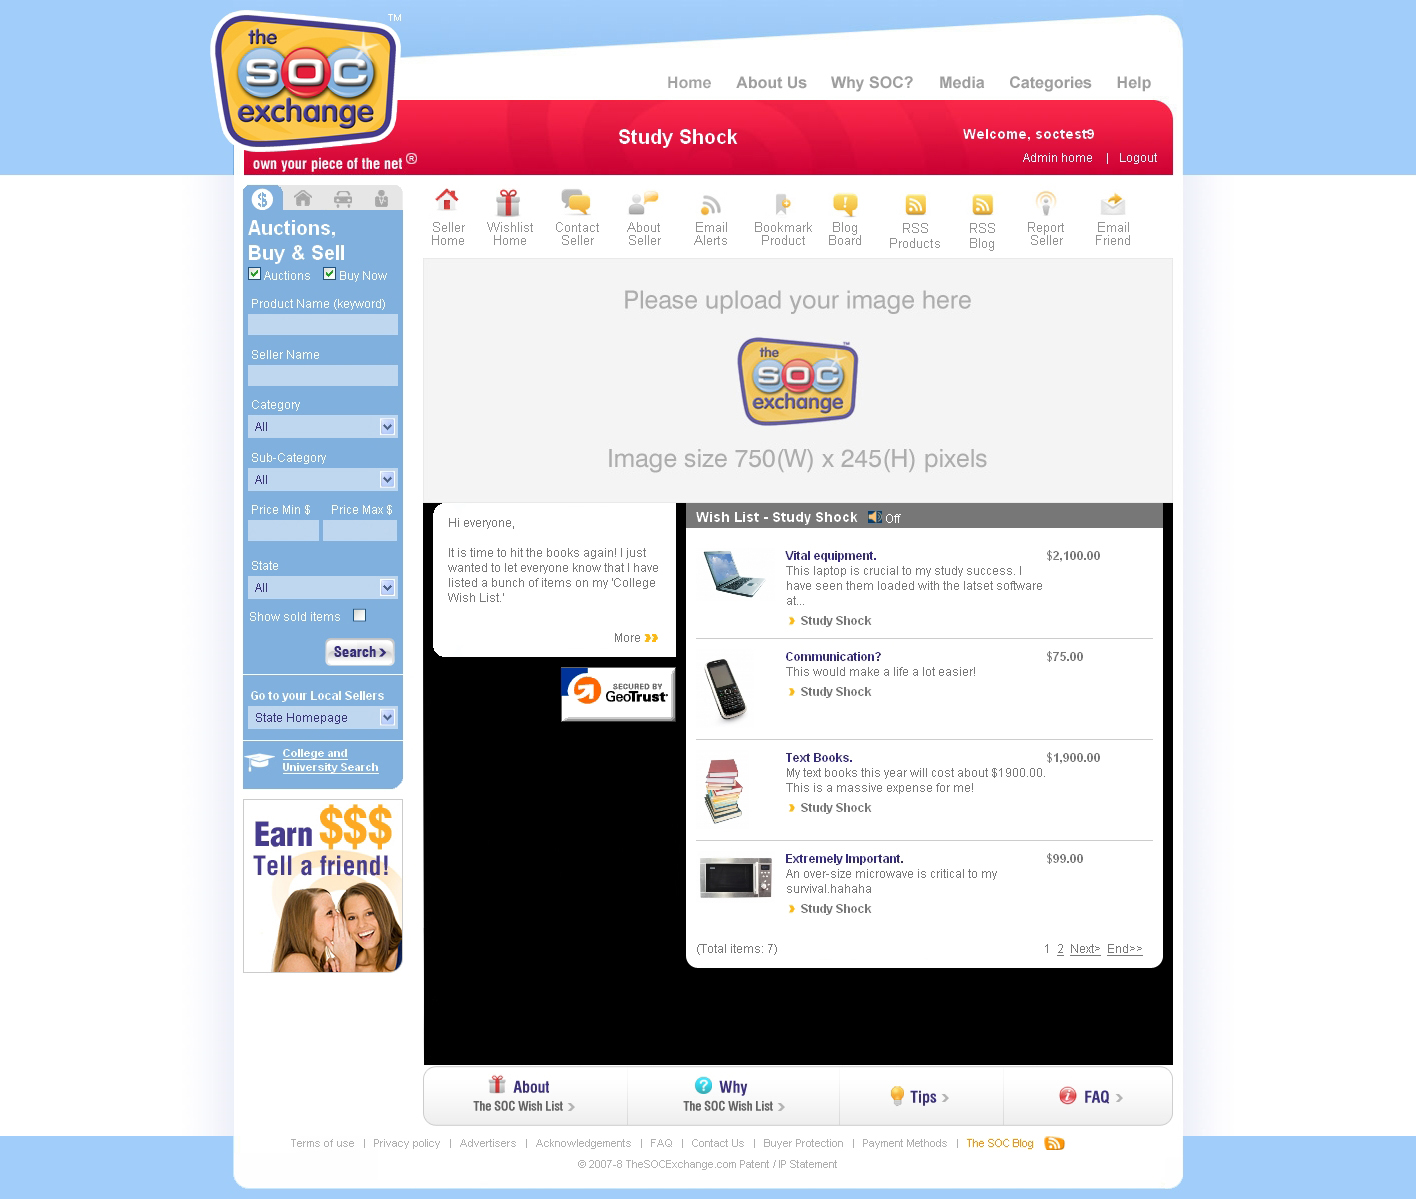 TM
the
SOC
exchange
own your piece of the net ®
Home About Us Why SOC? Media Categories Help
Study Shock
Welcome, soctest9
Admin home | Logout
$
Auctions,
Buy & Sell
Auctions Buy Now
Product Name (keyword)
Seller Name
Category
All
Sub-Category
All
Price Min $ Price Max $
State
All
Show sold items
Search >
Go to your Local Sellers
State Homepage
College and
University Search
Earn $$$
Tell a friend!
Seller
Home
Wishlist
Home
Contact
Seller
About
Seller
Email
Alerts
Bookmark
Product
Blog
Board
RSS
Products
RSS
Blog
Report
Seller
Email
Friend
Please upload your image here
the
SOC
exchange
Image size 750(W) x 245(H) pixels
Hi everyone,
It is time to hit the books again! I just
wanted to let everyone know that I have
listed a bunch of items on my 'College
Wish List.'
More
SECURED BY
GeoTrust
Wish List - Study Shock Off
Vital equipment. $2,100.00
This laptop is crucial to my study success. I
have seen them loaded with the latset software
at...
Study Shock
Communication? $75.00
This would make a life a lot easier!
Study Shock
Text Books. $1,900.00
My text books this year will cost about $1900.00.
This is a massive expense for me!
Study Shock
Extremely Important. $99.00
An over-size microwave is critical to my
survival.hahaha
Study Shock
(Total items: 7) 1 2 Next> End>>
About
The SOC Wish List >
Why
The SOC Wish List >
Tips >
FAQ >
Terms of use | Privacy policy | Advertisers | Acknowledgements | FAQ | Contact Us | Buyer Protection | Payment Methods | The SOC Blog
© 2007-8 TheSOCExchange.com Patent / IP Statement